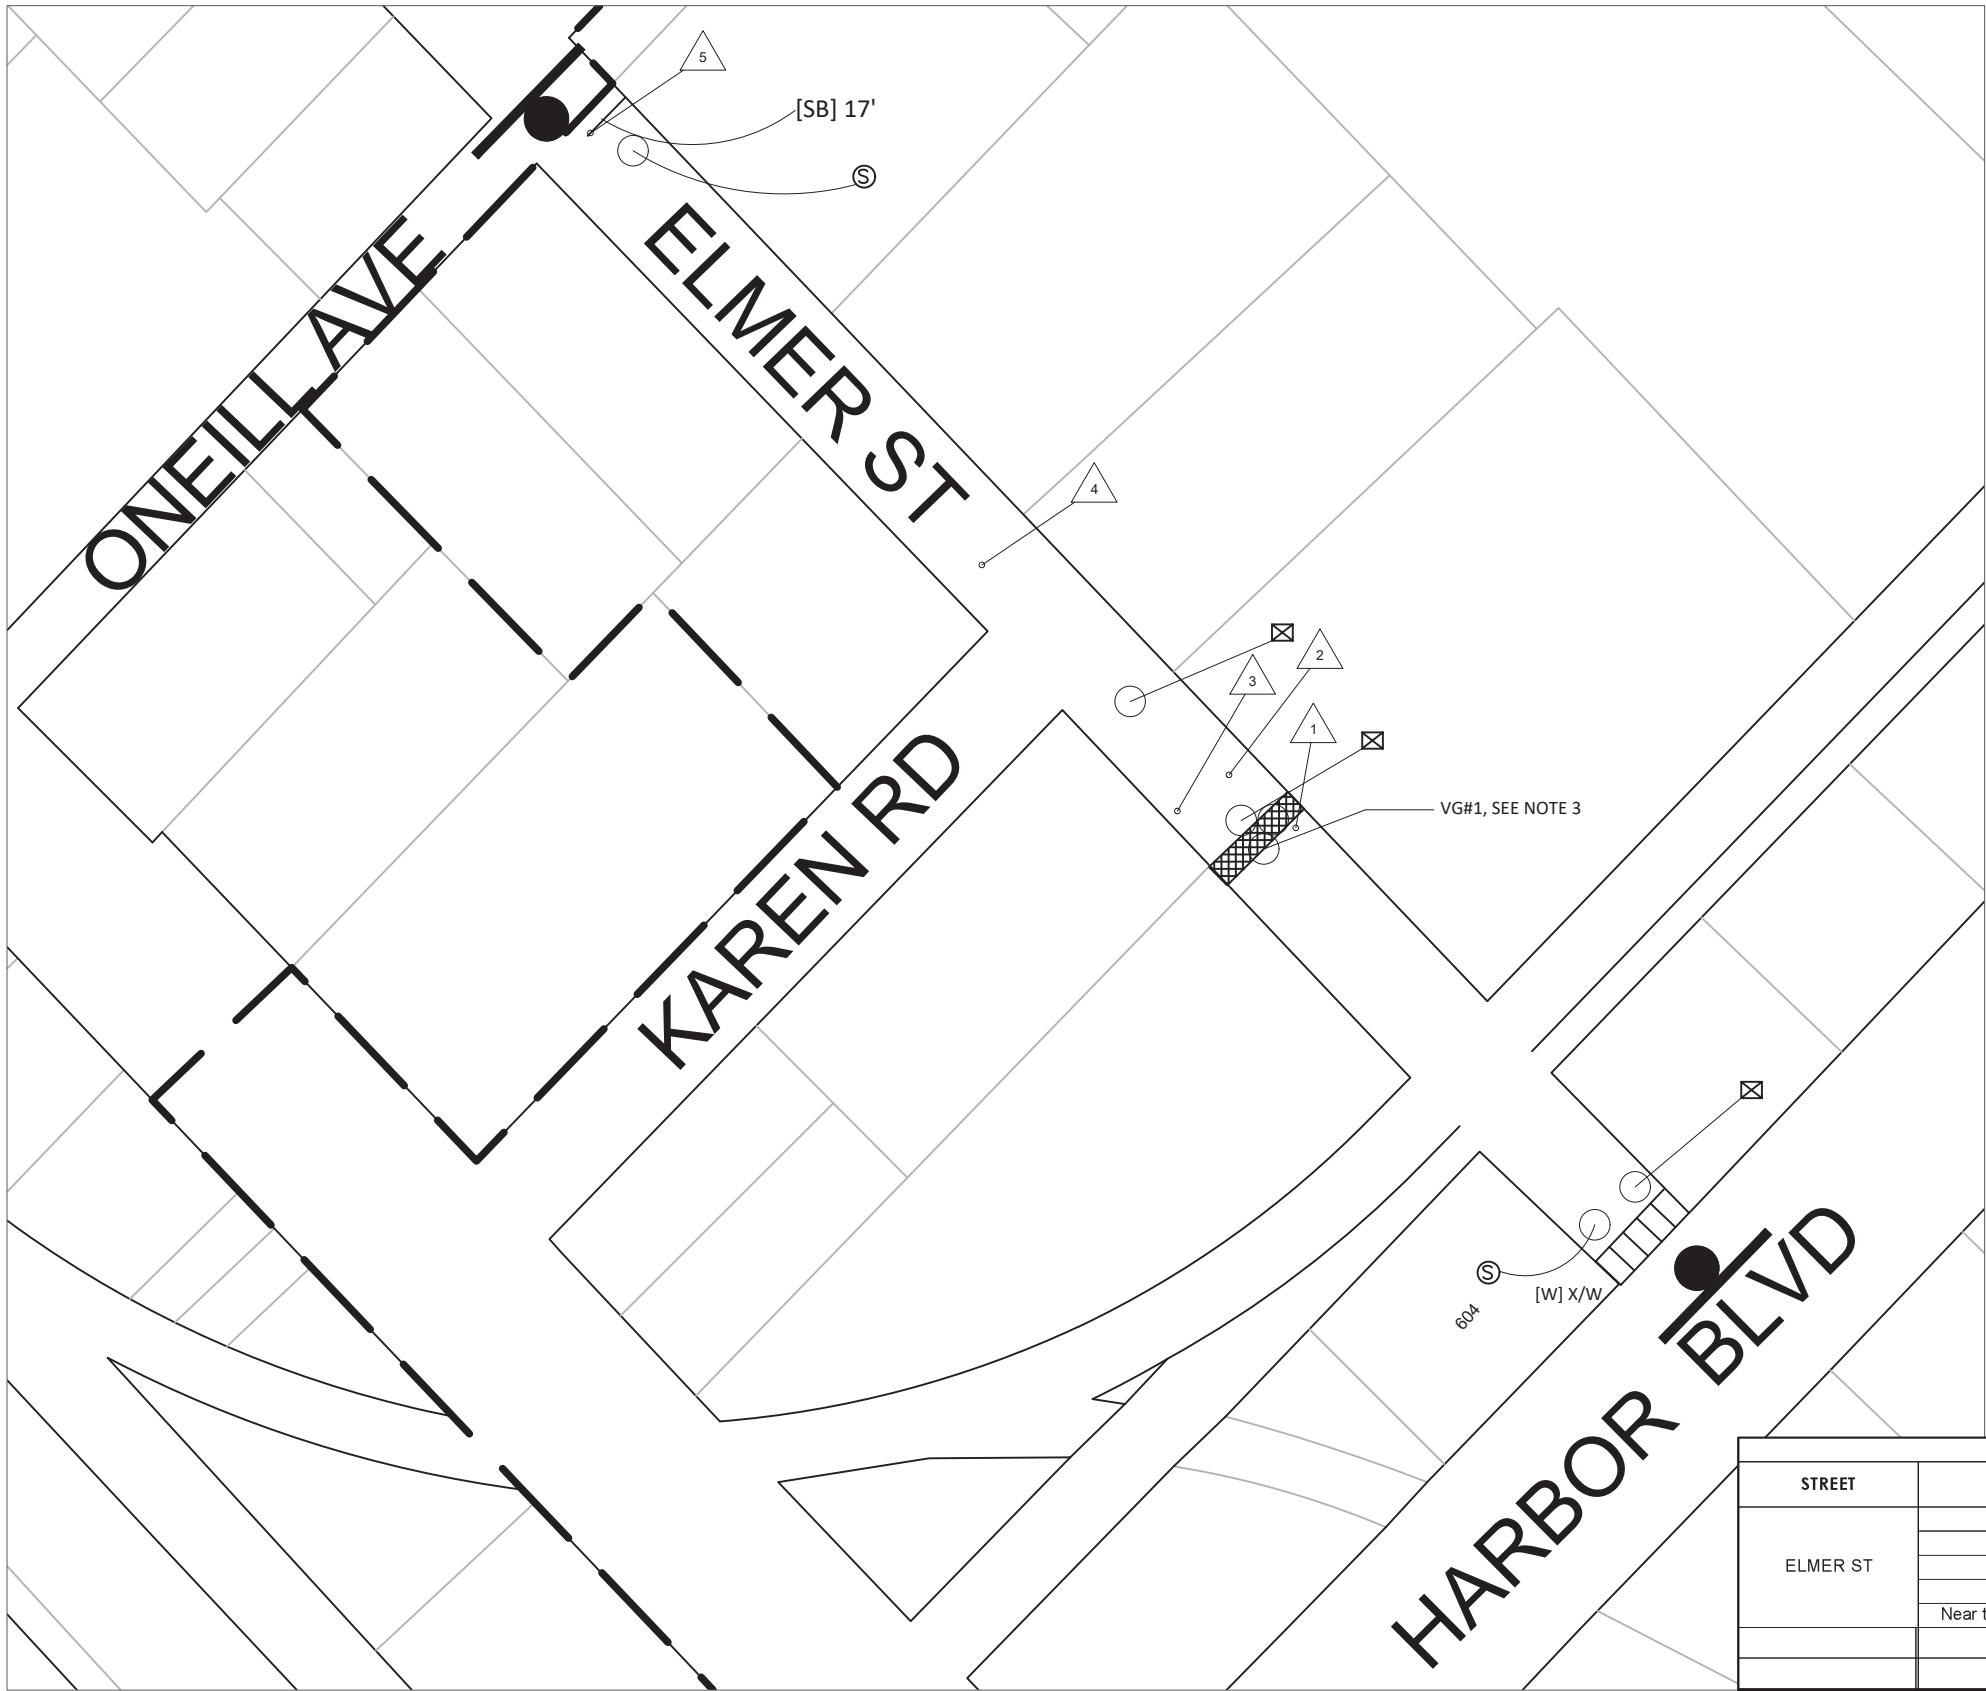 5
[SB] 17'
S
ONEILL AVE
ELMER ST
4
2
3
1
VG#1, SEE NOTE 3
KAREN RD
S
[W] X/W
604
HARBOR BLVD
STREET
ELMER ST
Near t